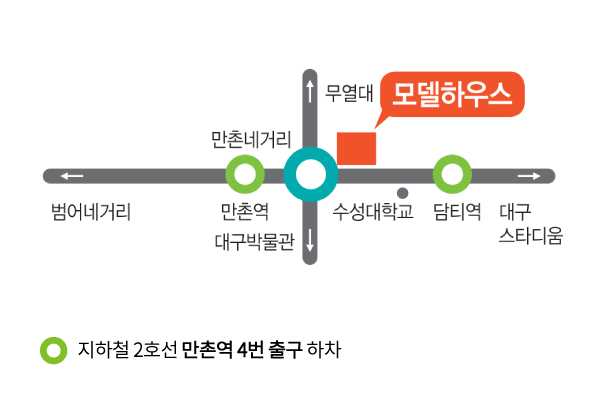 무열대
모델하우스
만촌네거리
범어네거리
만촌역
수성대학교
담티역
대구
스타디움
대구박물관
지하철 2호선 만촌역 4번 출구 하차